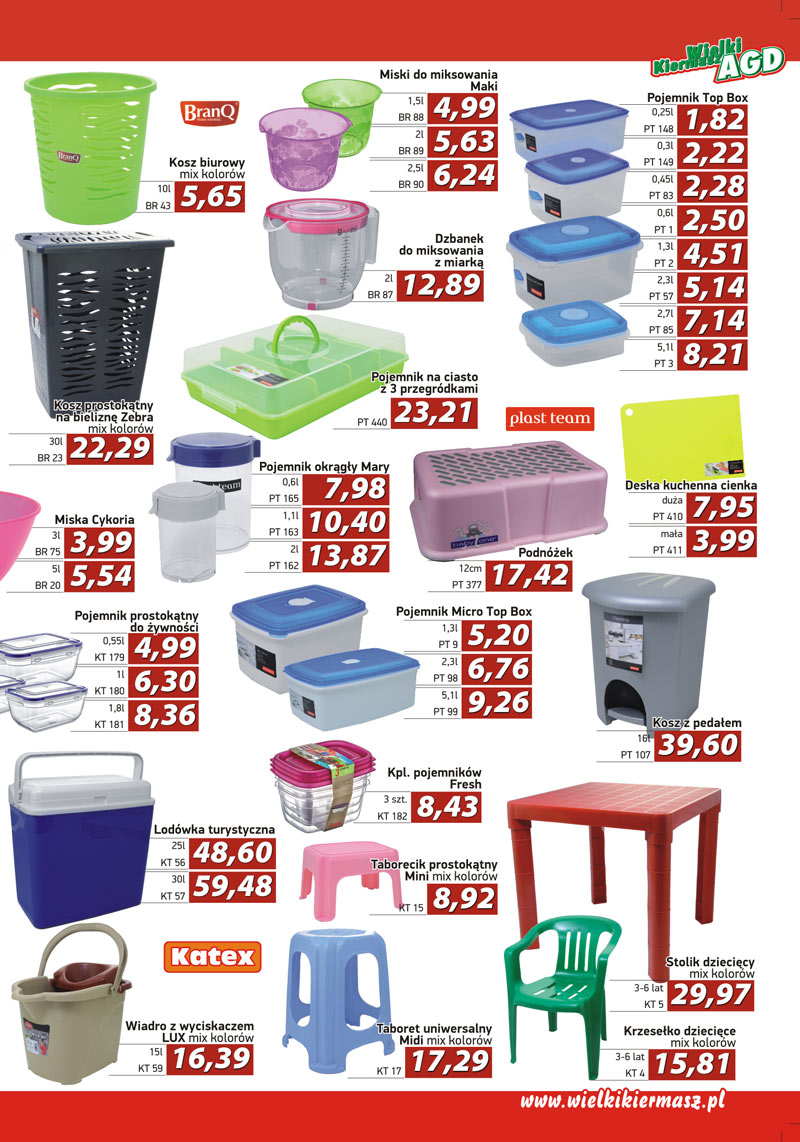 Wielki
Kiermasz AGD
BranQ
Kosz biurowy
mix kolorów
10l
BR 43
5,65
Miski do miksowania
Maki
1,5l
BR 88
4,99
2l
BR 89
5,63
2,5l
BR 90
6,24
Pojemnik Top Box
0,25l
PT 148
1,82
0,3l
PT 149
2,22
0,45l
PT 83
2,28
0,6l
PT 1
2,50
1,3l
PT 2
4,51
2,3l
PT 57
5,14
2,7l
PT 85
7,14
5,1l
PT 3
8,21
Dzbanek
do miksowania
z miarką
2l
BR 87
12,89
Kosz prostokątny
na bieliznę Zebra
mix kolorów
30l
BR 23
22,29
Pojemnik na ciasto
z 3 przegródkami
PT 440
23,21
plast team
Pojemnik okrągły Mary
0,6l
PT 165
7,98
1,1l
PT 163
10,40
2l
PT 162
13,87
Deska kuchenna cienka
duża
PT 410
7,95
mała
PT 411
3,99
Miska Cykoria
3l
BR 75
3,99
5l
BR 20
5,54
Podnóżek
12cm
PT 377
17,42
Pojemnik prostokątny
do żywności
0,55l
KT 179
4,99
1l
KT 180
6,30
1,8l
KT 181
8,36
Pojemnik Micro Top Box
1,3l
PT 9
5,20
2,3l
PT 98
6,76
5,1l
PT 99
9,26
Kosz z pedałem
16l
PT 107
39,60
Lodówka turystyczna
25l
KT 56
48,60
30l
KT 57
59,48
Kpl. pojemników
Fresh
3 szt.
KT 182
8,43
Taborecik prostokątny
Mini mix kolorów
KT 15
8,92
Katex
Wiadro z wyciskaczem
LUX mix kolorów
15l
KT 59
16,39
Taboret uniwersalny
Midi mix kolorów
KT 17
17,29
Stolik dziecięcy
mix kolorów
3-6 lat
KT 5
29,97
Krzesełko dziecięce
mix kolorów
3-6 lat
KT 4
15,81
www.wielkikiermasz.pl